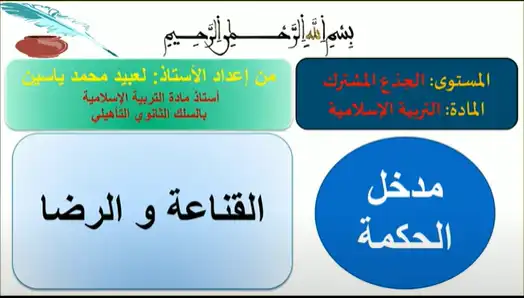 بسم الله الرحمن الرحيم
المستوى: الجذع المشترك
المادة: التربية الإسلامية
من إعداد الأستاذ: لعبيد محمد ياسين
أستاذ مادة التربية الإسلامية
بالسلك الثانوي التأهيلي
مدخل
الحكمة
القناعة و الرضا